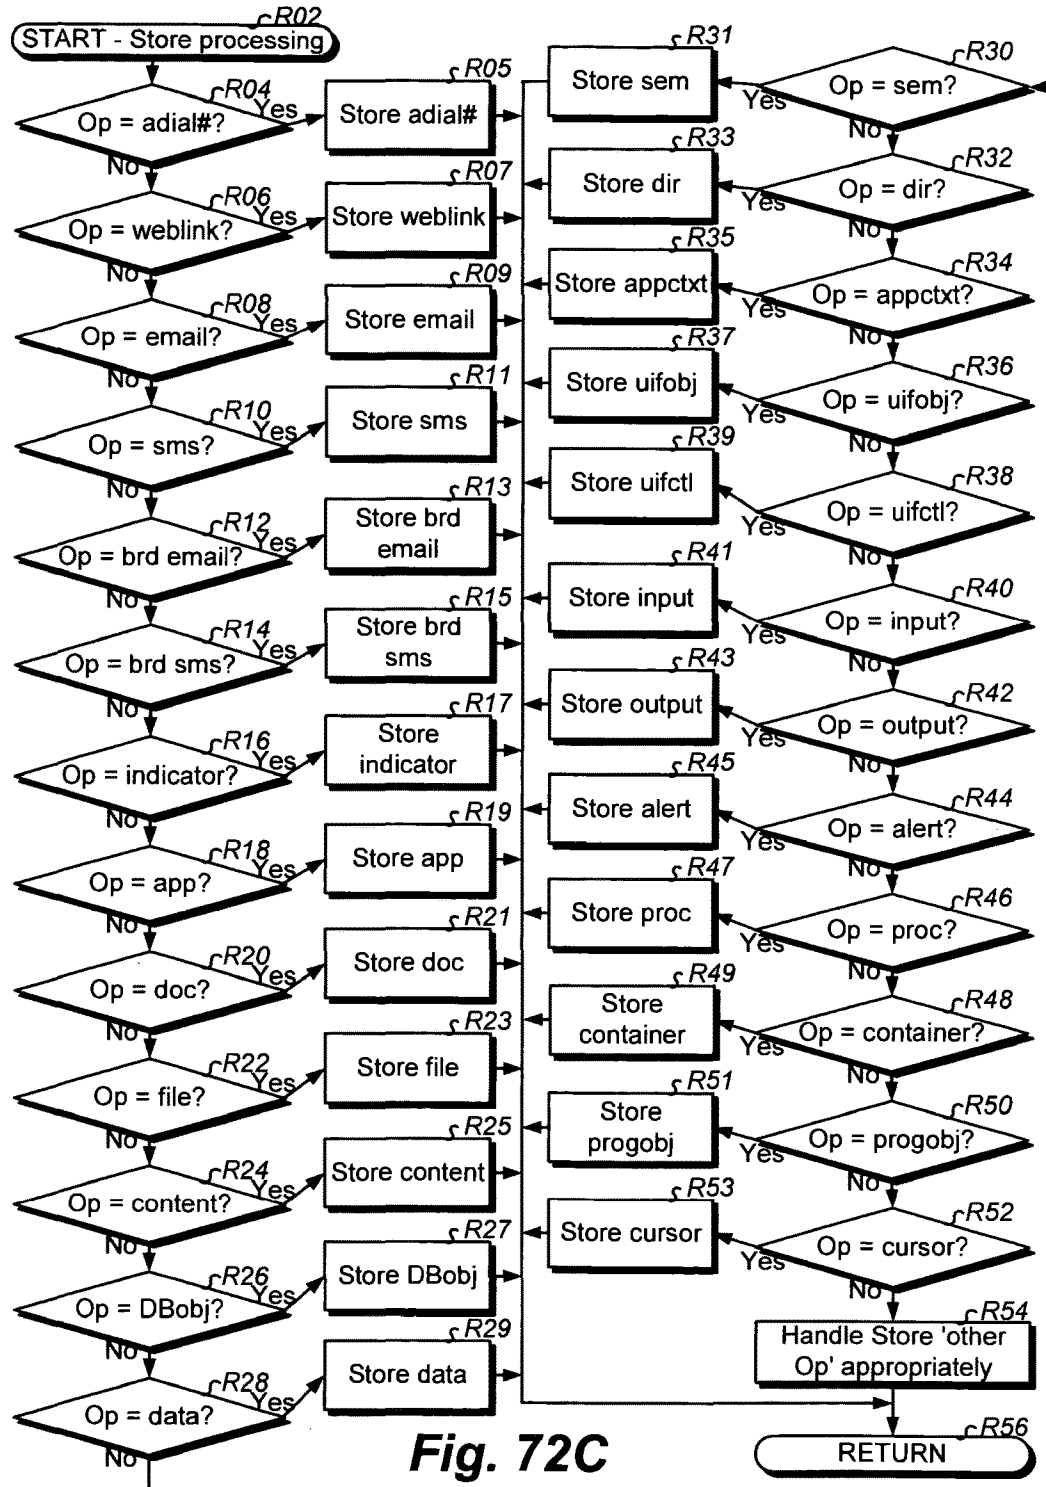 R02
START - Store processing
R04
Op = adial#?
Yes
No
R05
Store adial#
R06
Op = weblink?
Yes
No
R07
Store weblink
R08
Op = email?
Yes
No
R09
Store email
R10
Op = sms?
Yes
No
R11
Store sms
R12
Op = brd email?
Yes
No
R13
Store brd
email
R14
Op = brd sms?
Yes
No
R15
Store brd
sms
R16
Op = indicator?
Yes
No
R17
Store
indicator
R18
Op = app?
Yes
No
R19
Store app
R20
Op = doc?
Yes
No
R21
Store doc
R22
Op = file?
Yes
No
R23
Store file
R24
Op = content?
Yes
No
R25
Store content
R26
Op = DBobj?
Yes
No
R27
Store DBobj
R28
Op = data?
Yes
No
R29
Store data
R30
Op = sem?
Yes
No
R31
Store sem
R32
Op = dir?
Yes
No
R33
Store dir
R34
Op = appctxt?
Yes
No
R35
Store appctxt
R36
Op = uifobj?
Yes
No
R37
Store uifobj
R38
Op = uifctl?
Yes
No
R39
Store uifctl
R40
Op = input?
Yes
No
R41
Store input
R42
Op = output?
Yes
No
R43
Store output
R44
Op = alert?
Yes
No
R45
Store alert
R46
Op = proc?
Yes
No
R47
Store proc
R48
Op = container?
Yes
No
R49
Store
container
R50
Op = progobj?
Yes
No
R51
Store
progobj
R52
Op = cursor?
Yes
No
R53
Store cursor
R54
Handle Store 'other
Op' appropriately
R56
RETURN
Fig. 72C